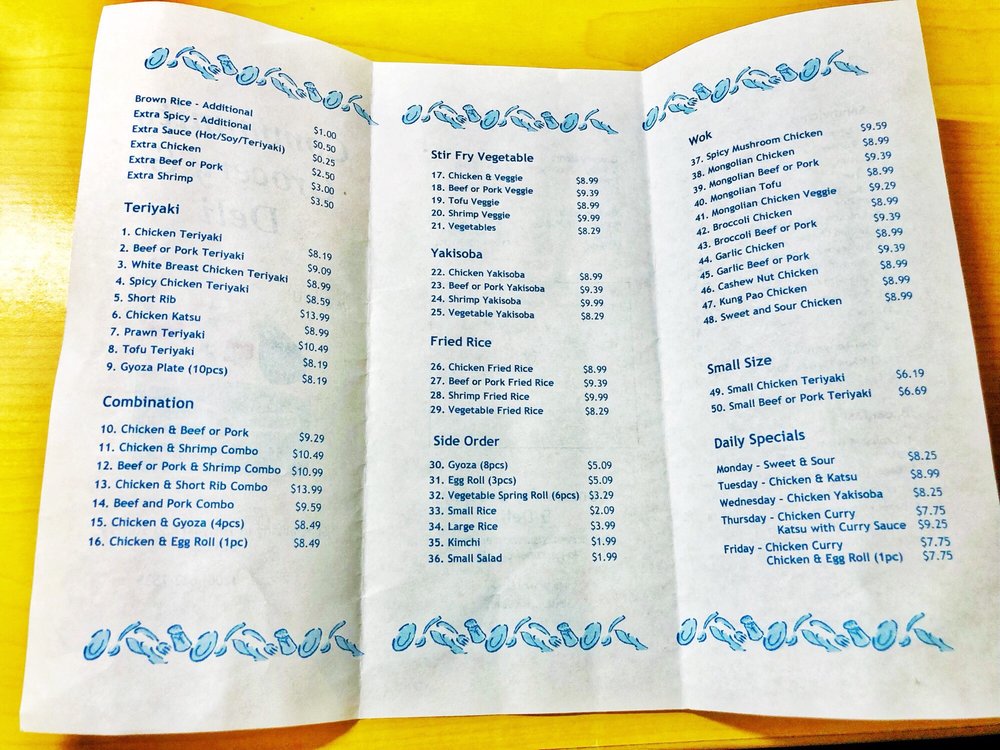 Brown Rice - Additional $1.00
Extra Spicy - Additional $0.50
Extra Sauce (Hot/Soy/Teriyaki) $0.25
Extra Chicken $2.50
Extra Beef or Pork $3.00
Extra Shrimp $3.50
Teriyaki
1. Chicken Teriyaki $8.19
2. Beef or Pork Teriyaki $9.09
3. White Breast Chicken Teriyaki $8.99
4. Spicy Chicken Teriyaki $8.59
5. Short Rib $13.99
6. Chicken Katsu $8.99
7. Prawn Teriyaki $10.49
8. Tofu Teriyaki $8.19
9. Gyoza Plate (10pcs) $8.19
Combination
10. Chicken & Beef or Pork $9.29
11. Chicken & Shrimp Combo $10.49
12. Beef or Pork & Shrimp Combo $10.99
13. Chicken & Short Rib Combo $13.99
14. Beef and Pork Combo $9.59
15. Chicken & Gyoza (4pcs) $8.49
16. Chicken & Egg Roll (1pc) $8.49
Stir Fry Vegetable
17. Chicken & Veggie $8.99
18. Beef or Pork Veggie $9.39
19. Tofu Veggie $8.99
20. Shrimp Veggie $9.99
21. Vegetables $8.29
Yakisoba
22. Chicken Yakisoba $8.99
23. Beef or Pork Yakisoba $9.39
24. Shrimp Yakisoba $9.99
25. Vegetable Yakisoba $8.29
Fried Rice
26. Chicken Fried Rice $8.99
27. Beef or Pork Fried Rice $9.39
28. Shrimp Fried Rice $9.99
29. Vegetable Fried Rice $8.29
Side Order
30. Gyoza (8pcs) $5.09
31. Egg Roll (3pcs) $5.09
32. Vegetable Spring Roll (6pcs) $3.29
33. Small Rice $2.09
34. Large Rice $3.99
35. Kimchi $1.99
36. Small Salad $1.99
Wok
37. Spicy Mushroom Chicken $9.59
38. Mongolian Chicken $8.99
39. Mongolian Beef or Pork $9.39
40. Mongolian Tofu $8.99
41. Mongolian Chicken Veggie $9.29
42. Broccoli Chicken $8.99
43. Broccoli Beef or Pork $9.39
44. Garlic Chicken $8.99
45. Garlic Beef or Pork $9.39
46. Cashew Nut Chicken $8.99
47. Kung Pao Chicken $8.99
48. Sweet and Sour Chicken $8.99
Small Size
49. Small Chicken Teriyaki $6.19
50. Small Beef or Pork Teriyaki $6.69
Daily Specials
Monday - Sweet & Sour $8.25
Tuesday - Chicken & Katsu $8.99
Wednesday - Chicken Yakisoba $8.25
Thursday - Chicken Curry $7.75
Katsu with Curry Sauce $9.25
Friday - Chicken Curry $7.75
Chicken & Egg Roll (1pc) $7.75